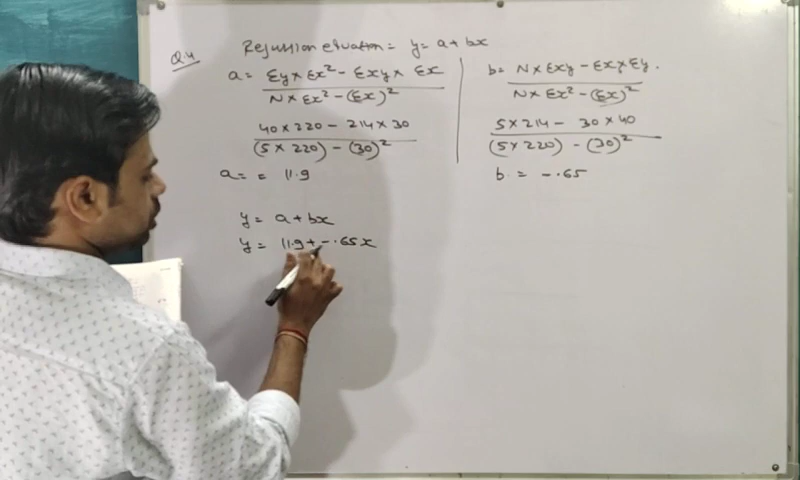 Q.4 Rejussion etuation = y = a + bx
a = Σy × Σx² - Σxy × Σx / N × Σx² - (Σx)²
40 × 220 - 214 × 30 / (5 × 220) - (30)²
a = = 11.9
b = N × Σxy - Σx × Σy. / N × Σx² - (Σx)²
5 × 214 - 30 × 40 / (5 × 220) - (30)²
b. = -.65
y = a + bx
y = 11.9 + -.65x